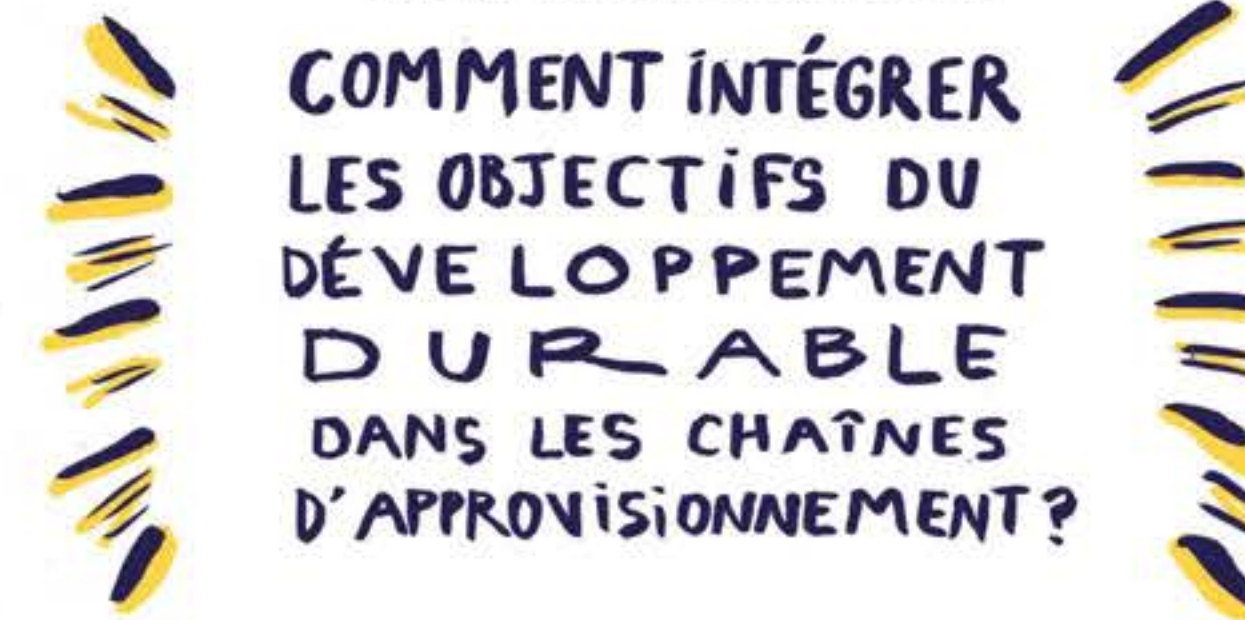 COMMENT INTÉGRER
LES OBJECTIFS DU
DÉVELOPPEMENT
DURABLE
DANS LES CHAÎNES
D'APPROVISIONNEMENT ?